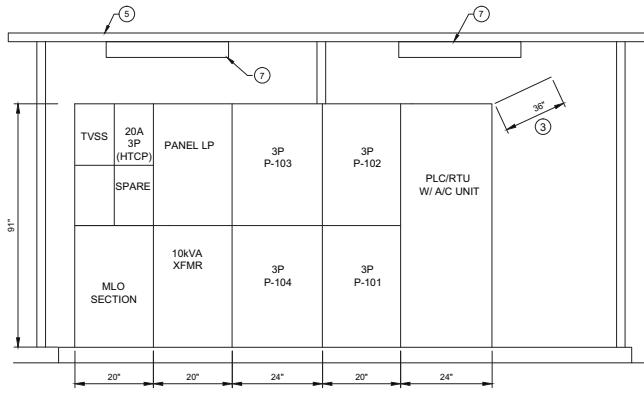 5
7
7
36"
3
TVSS
20A
3P
(HTCP)
PANEL LP
3P
P-103
3P
P-102
PLC/RTU
W/ A/C UNIT
SPARE
91"
MLO
SECTION
10kVA
XFMR
3P
P-104
3P
P-101
20"
20"
24"
20"
24"